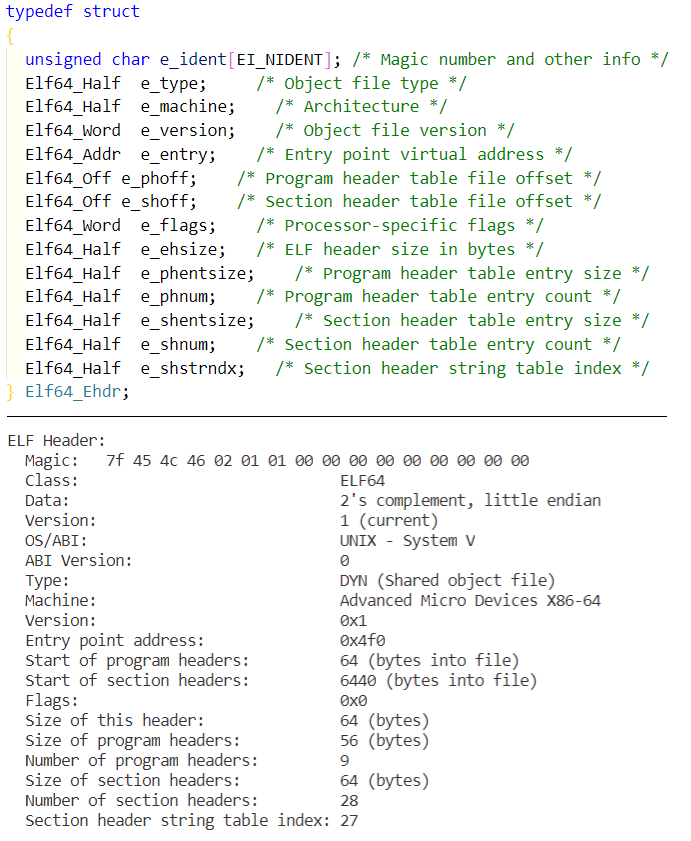 typedef struct
{
  unsigned char e_ident[EI_NIDENT]; /* Magic number and other info */
  Elf64_Half  e_type;     /* Object file type */
  Elf64_Half  e_machine;    /* Architecture */
  Elf64_Word  e_version;    /* Object file version */
  Elf64_Addr  e_entry;    /* Entry point virtual address */
  Elf64_Off e_phoff;    /* Program header table file offset */
  Elf64_Off e_shoff;    /* Section header table file offset */
  Elf64_Word  e_flags;    /* Processor-specific flags */
  Elf64_Half  e_ehsize;   /* ELF header size in bytes */
  Elf64_Half  e_phentsize;    /* Program header table entry size */
  Elf64_Half  e_phnum;    /* Program header table entry count */
  Elf64_Half  e_shentsize;    /* Section header table entry size */
  Elf64_Half  e_shnum;    /* Section header table entry count */
  Elf64_Half  e_shstrndx;   /* Section header string table index */
} Elf64_Ehdr;
ELF Header:
  Magic:   7f 45 4c 46 02 01 01 00 00 00 00 00 00 00 00 00
  Class:                             ELF64
  Data:                              2's complement, little endian
  Version:                           1 (current)
  OS/ABI:                            UNIX - System V
  ABI Version:                       0
  Type:                              DYN (Shared object file)
  Machine:                           Advanced Micro Devices X86-64
  Version:                           0x1
  Entry point address:               0x4f0
  Start of program headers:          64 (bytes into file)
  Start of section headers:          6440 (bytes into file)
  Flags:                             0x0
  Size of this header:               64 (bytes)
  Size of program headers:           56 (bytes)
  Number of program headers:         9
  Size of section headers:           64 (bytes)
  Number of section headers:         28
  Section header string table index: 27